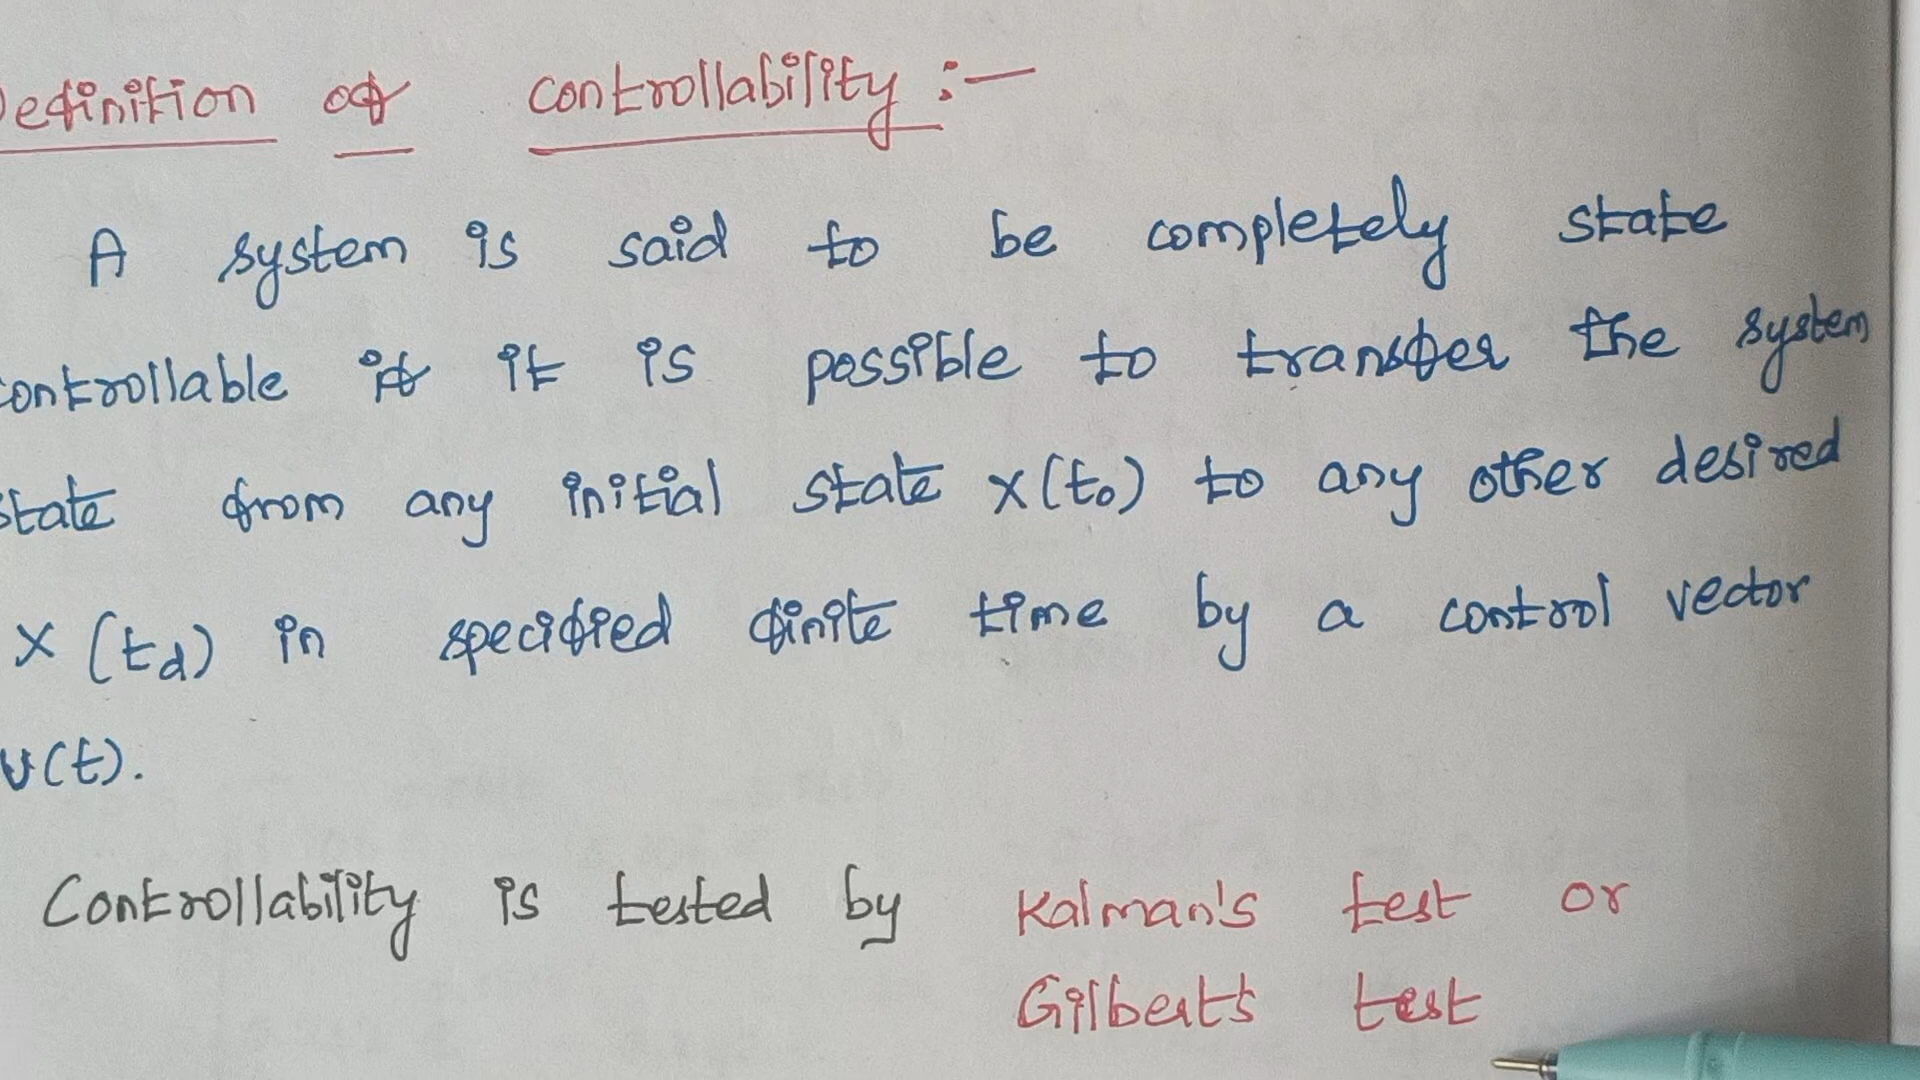 Definition of controllability :-
A system is said to be completely state
controllable if it is possible to transfer the system
state from any initial state x(t₀) to any other desired
x (td) in specified finite time by a control vector
U(t).
Controllability is tested by Kalman's test or
Gilbert's test